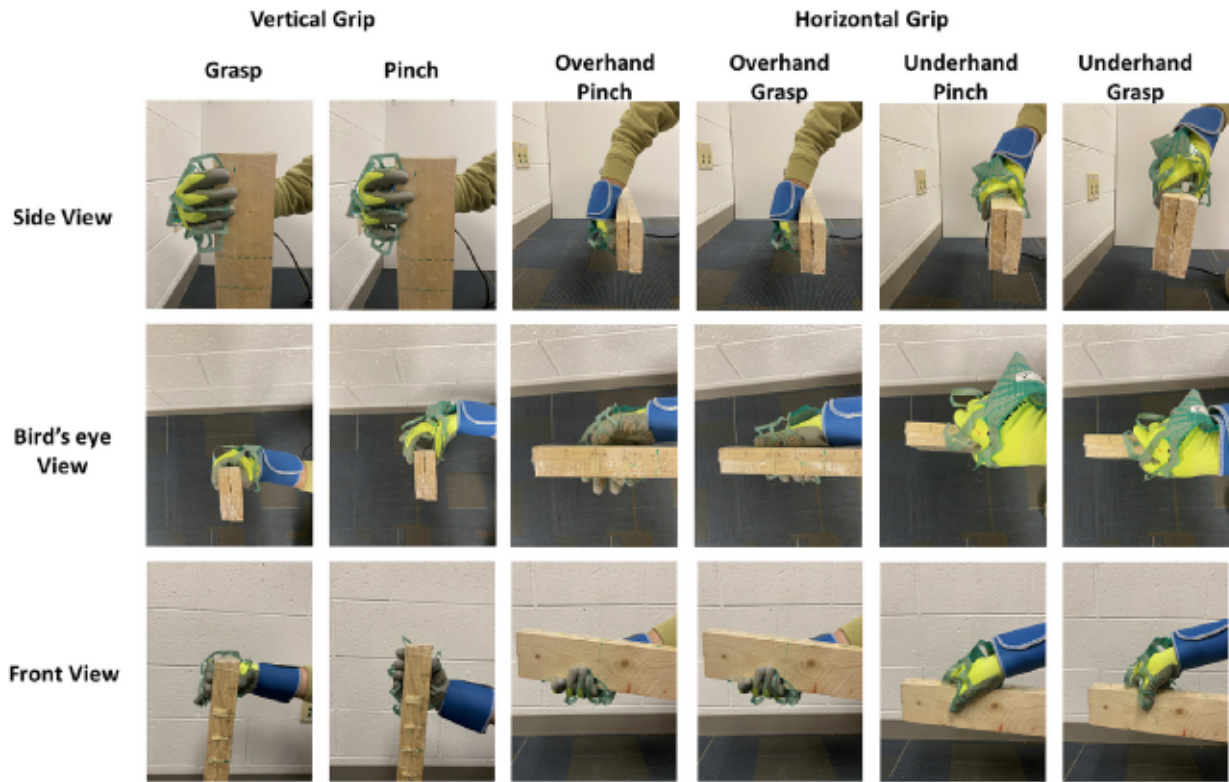 Vertical Grip
Horizontal Grip
Grasp
Pinch
Overhand
Pinch
Overhand
Grasp
Underhand
Pinch
Underhand
Grasp
Side View
Bird's eye
View
Front View